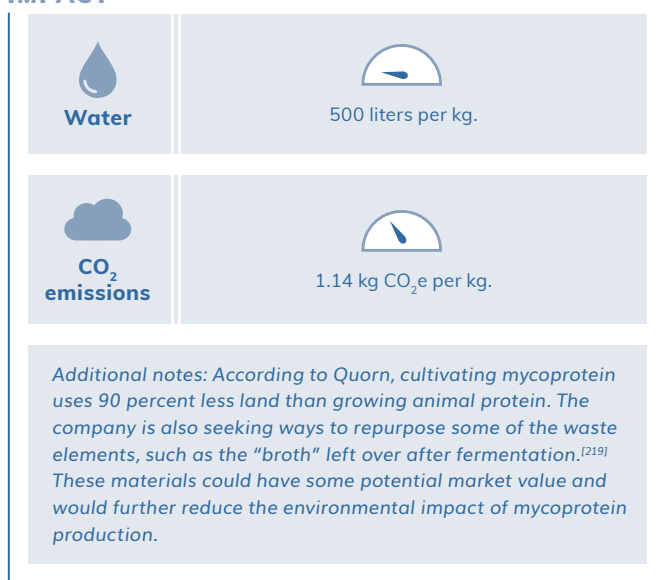 IMPACT
Water
500 liters per kg.
CO₂
emissions
1.14 kg CO₂e per kg.
Additional notes: According to Quorn, cultivating mycoprotein
uses 90 percent less land than growing animal protein. The
company is also seeking ways to repurpose some of the waste
elements, such as the “broth” left over after fermentation.[219]
These materials could have some potential market value and
would further reduce the environmental impact of mycoprotein
production.